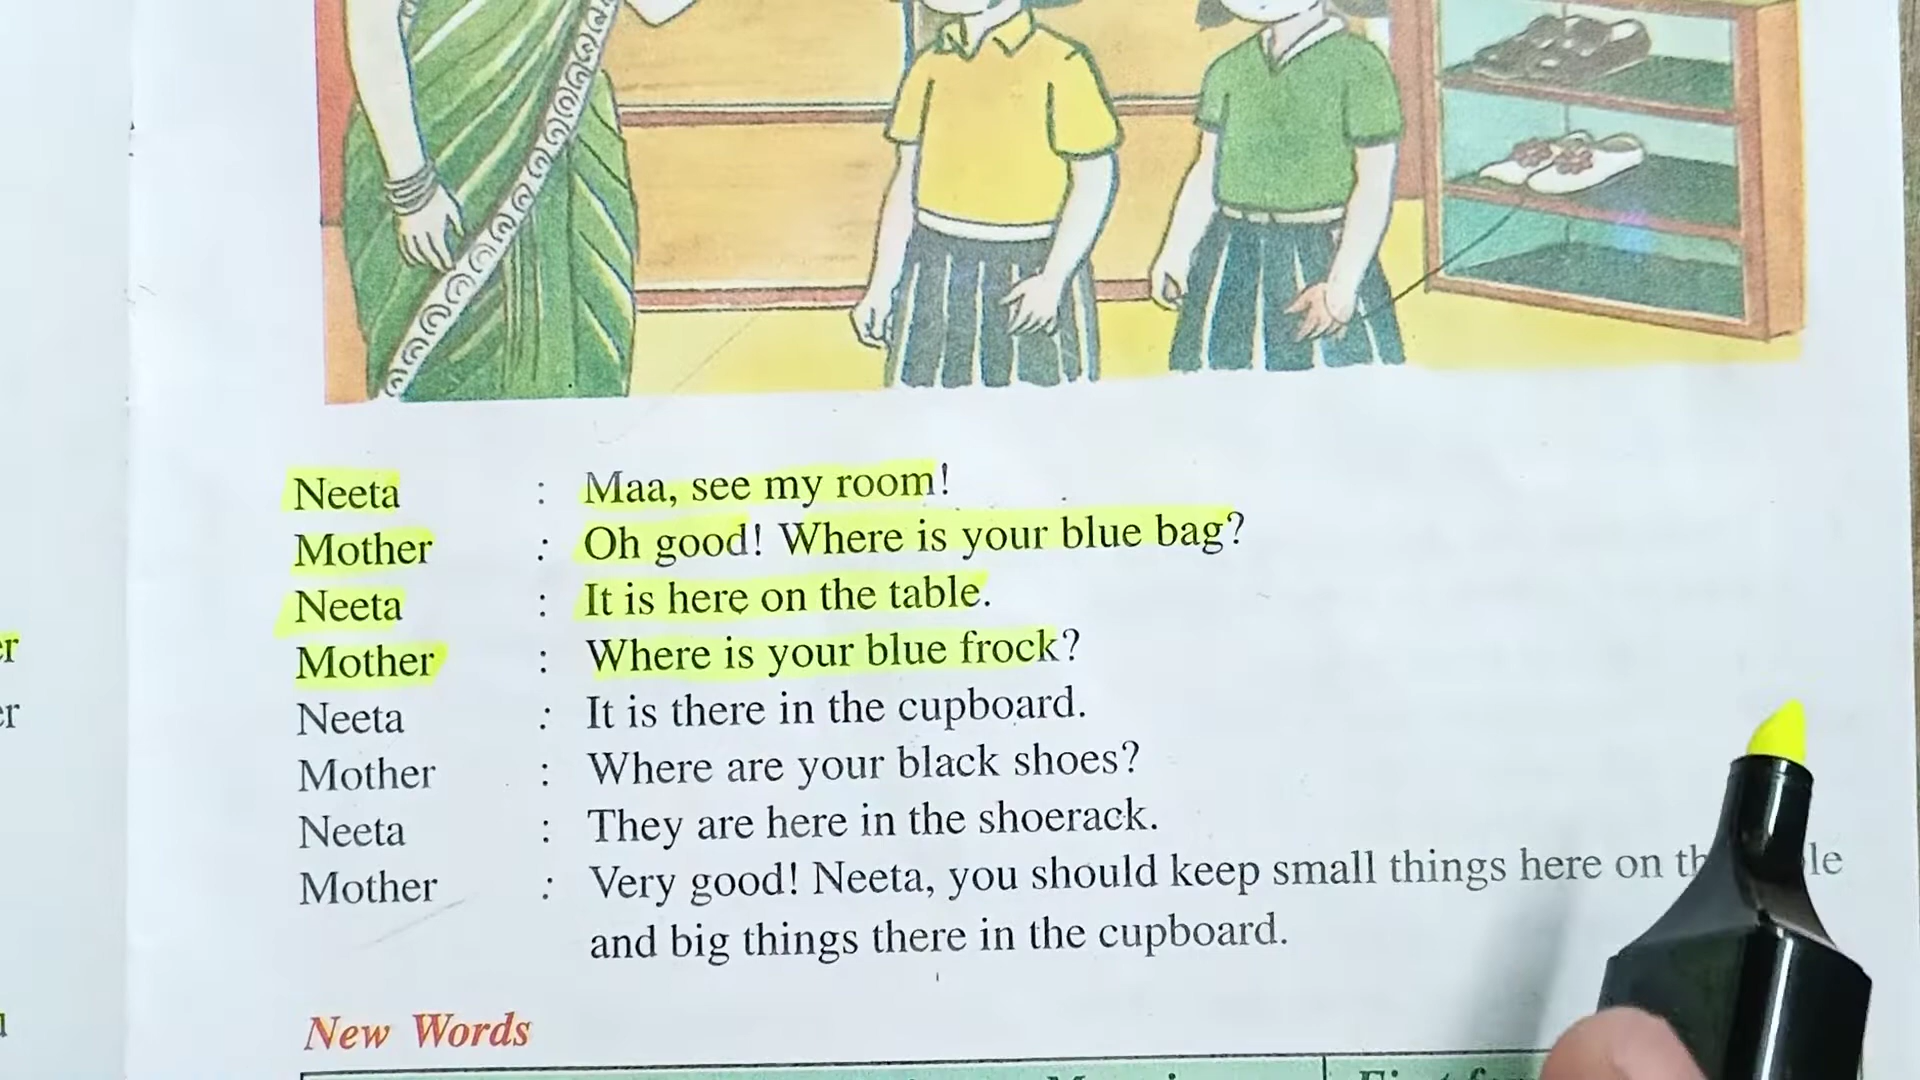 Neeta : Maa, see my room!
Mother : Oh good! Where is your blue bag?
Neeta : It is here on the table.
Mother : Where is your blue frock?
Neeta : It is there in the cupboard.
Mother : Where are your black shoes?
Neeta : They are here in the shoerack.
Mother : Very good! Neeta, you should keep small things here on
and big things there in the cupboard.
New Words